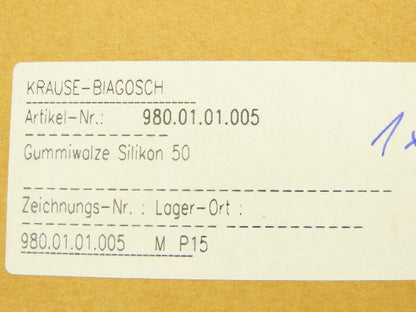 KRAUSE-BIAGOSCH
Artikel-Nr.: 980.01.01.005
Gummiwalze Silikon 50
Zeichnungs-Nr. : Lager-Ort :
980.01.01.005 M P15
1x